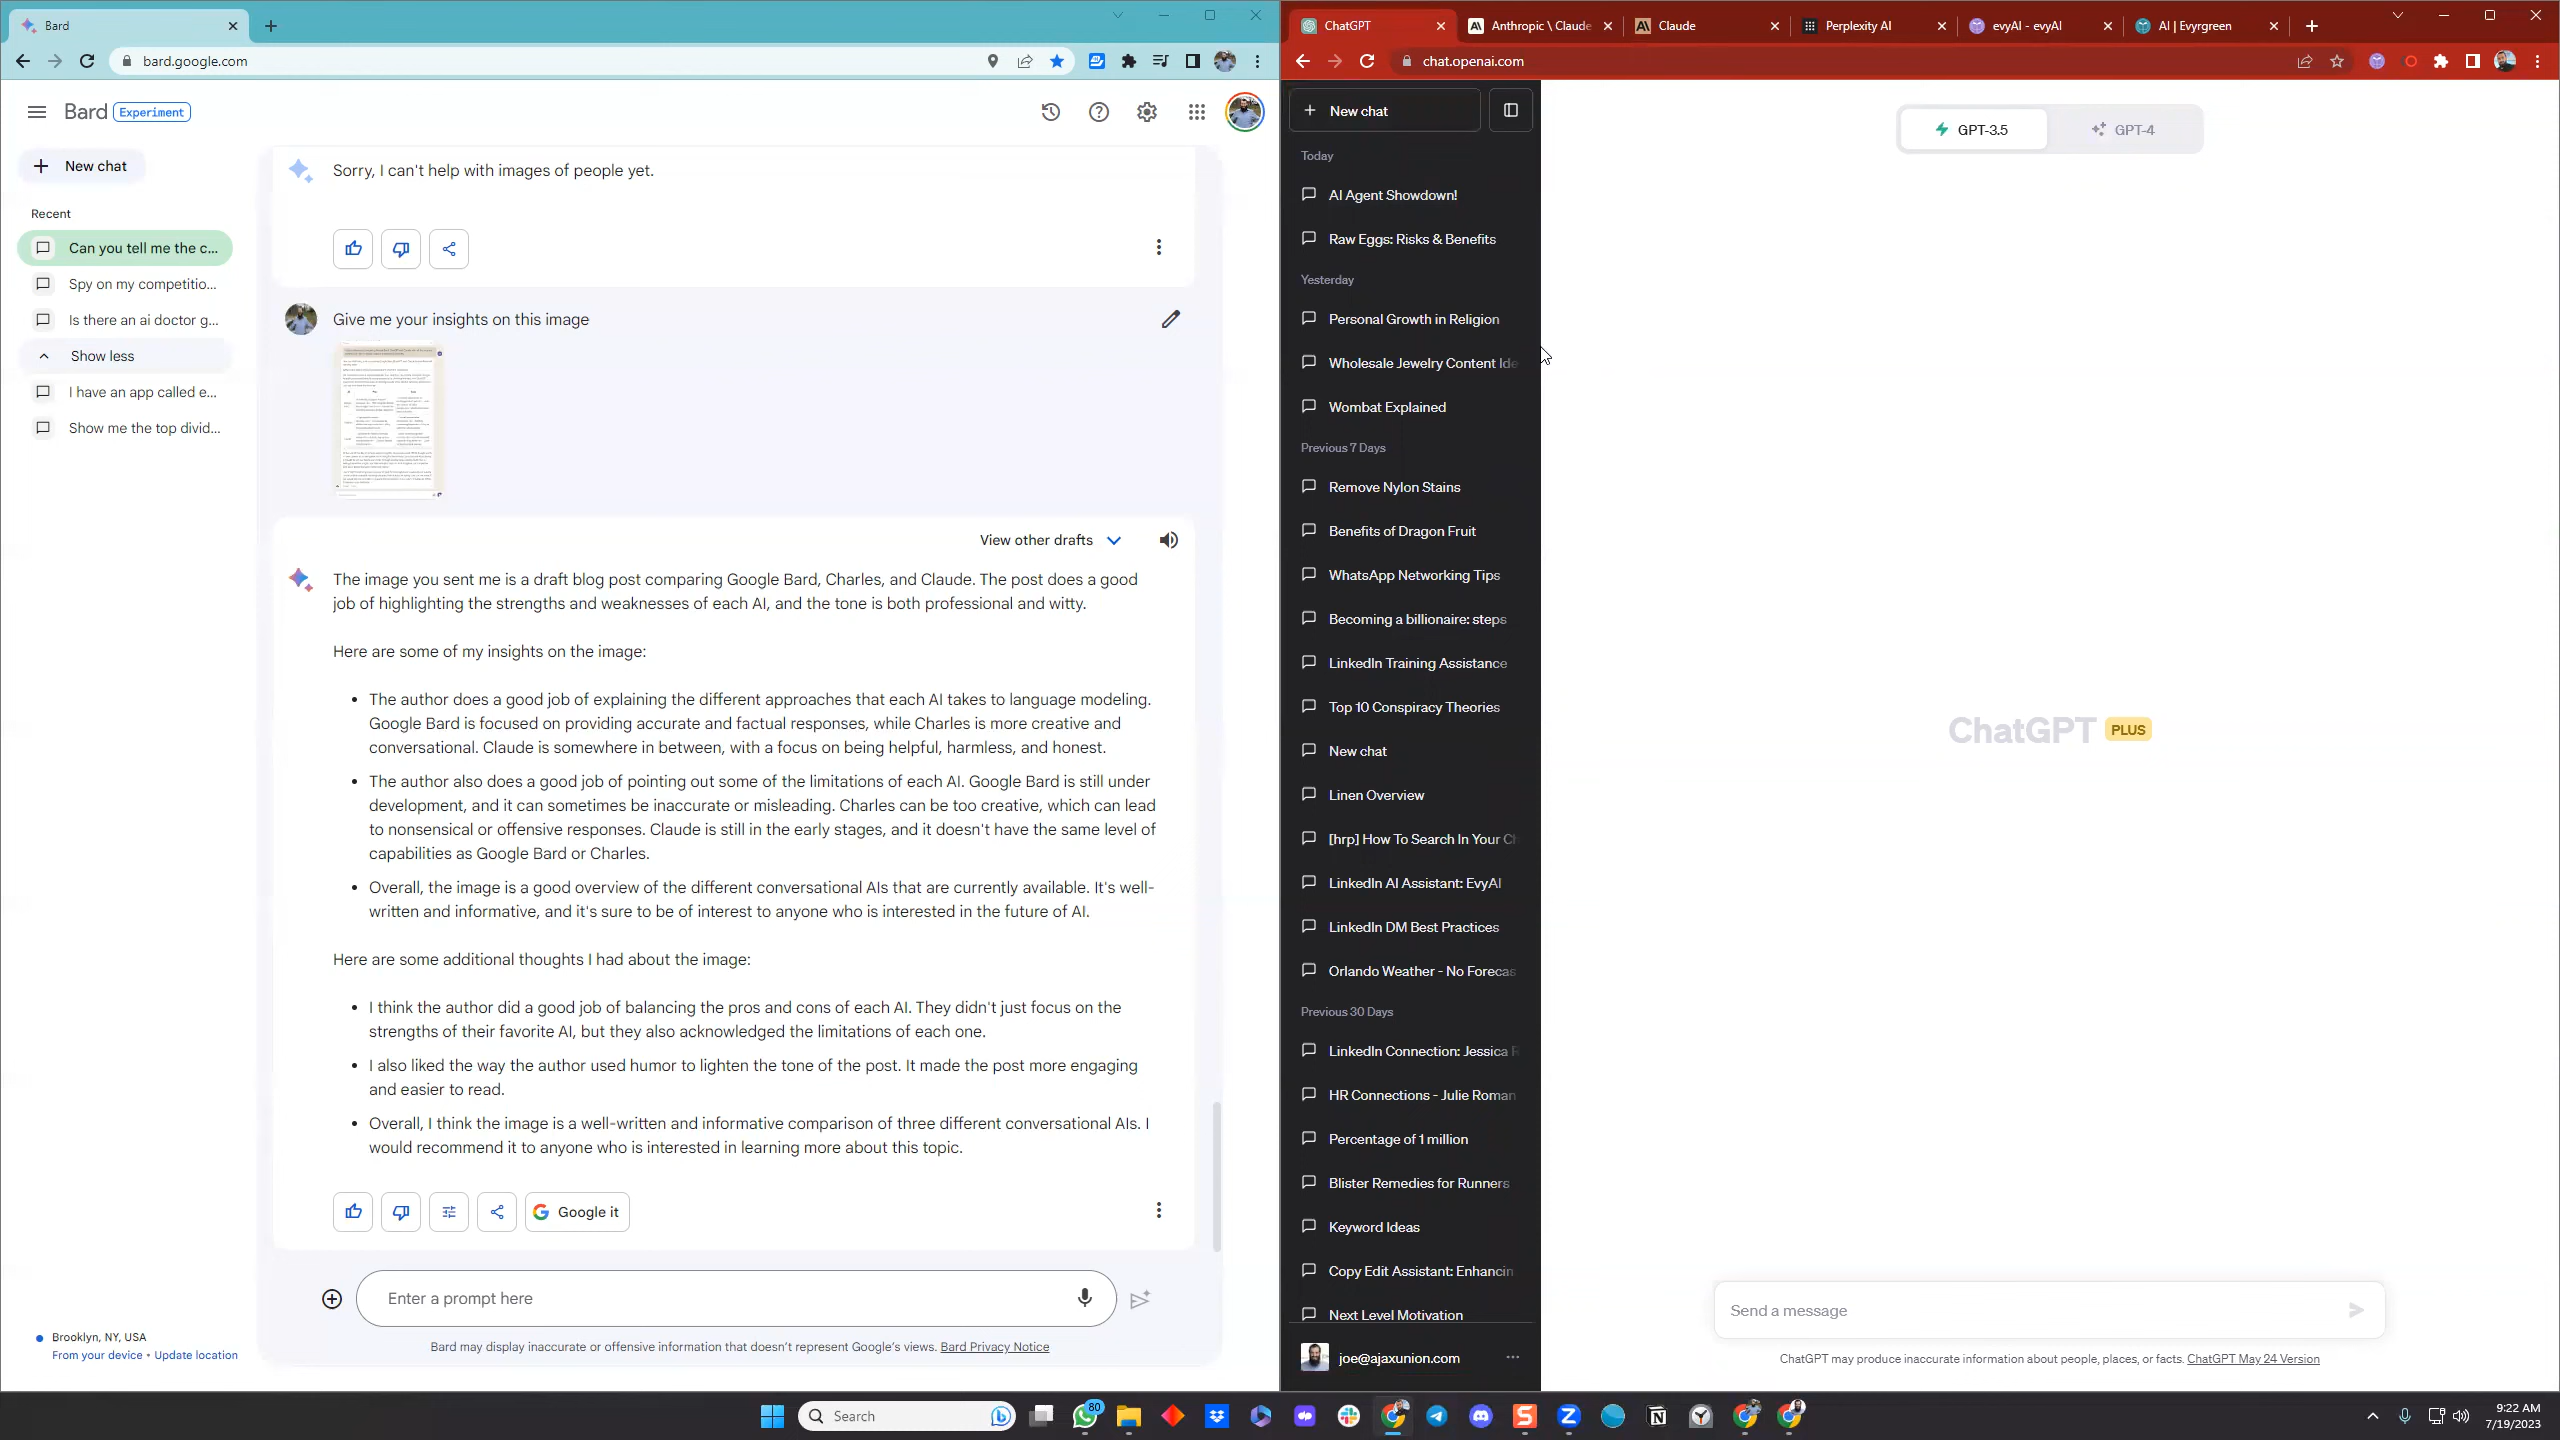 Bard
bard.google.com
Bard Experiment
New chat
Recent
Can you tell me the c...
Spy on my competitio...
Is there an ai doctor g...
Show less
I have an app called e...
Show me the top divid...
Brooklyn, NY, USA
From your device • Update location
Sorry, I can't help with images of people yet.
Give me your insights on this image
View other drafts
The image you sent me is a draft blog post comparing Google Bard, Charles, and Claude. The post does a good
job of highlighting the strengths and weaknesses of each AI, and the tone is both professional and witty.
Here are some of my insights on the image:
• The author does a good job of explaining the different approaches that each AI takes to language modeling.
Google Bard is focused on providing accurate and factual responses, while Charles is more creative and
conversational. Claude is somewhere in between, with a focus on being helpful, harmless, and honest.
• The author also does a good job of pointing out some of the limitations of each AI. Google Bard is still under
development, and it can sometimes be inaccurate or misleading. Charles can be too creative, which can lead
to nonsensical or offensive responses. Claude is still in the early stages, and it doesn't have the same level of
capabilities as Google Bard or Charles.
• Overall, the image is a good overview of the different conversational AIs that are currently available. It's well-
written and informative, and it's sure to be of interest to anyone who is interested in the future of AI.
Here are some additional thoughts I had about the image:
• I think the author did a good job of balancing the pros and cons of each AI. They didn't just focus on the
strengths of their favorite AI, but they also acknowledged the limitations of each one.
• I also liked the way the author used humor to lighten the tone of the post. It made the post more engaging
and easier to read.
• Overall, I think the image is a well-written and informative comparison of three different conversational AIs. I
would recommend it to anyone who is interested in learning more about this topic.
Google it
Enter a prompt here
Bard may display inaccurate or offensive information that doesn't represent Google's views. Bard Privacy Notice
ChatGPT
Anthropic \ Claude
Claude
Perplexity AI
evyAI - evyAI
AI | Evyrgreen
chat.openai.com
New chat
Today
AI Agent Showdown!
Raw Eggs: Risks & Benefits
Yesterday
Personal Growth in Religion
Wholesale Jewelry Content Ide
Wombat Explained
Previous 7 Days
Remove Nylon Stains
Benefits of Dragon Fruit
WhatsApp Networking Tips
Becoming a billionaire: steps
LinkedIn Training Assistance
Top 10 Conspiracy Theories
New chat
Linen Overview
[hrp] How To Search In Your Ch
LinkedIn AI Assistant: EvyAI
LinkedIn DM Best Practices
Orlando Weather - No Forecas
Previous 30 Days
LinkedIn Connection: Jessica R
HR Connections - Julie Roman
Percentage of 1 million
Blister Remedies for Runners
Keyword Ideas
Copy Edit Assistant: Enhancin
Next Level Motivation
joe@ajaxunion.com
GPT-3.5
GPT-4
ChatGPT PLUS
Send a message
ChatGPT may produce inaccurate information about people, places, or facts. ChatGPT May 24 Version
Search
80
9:22 AM
7/19/2023